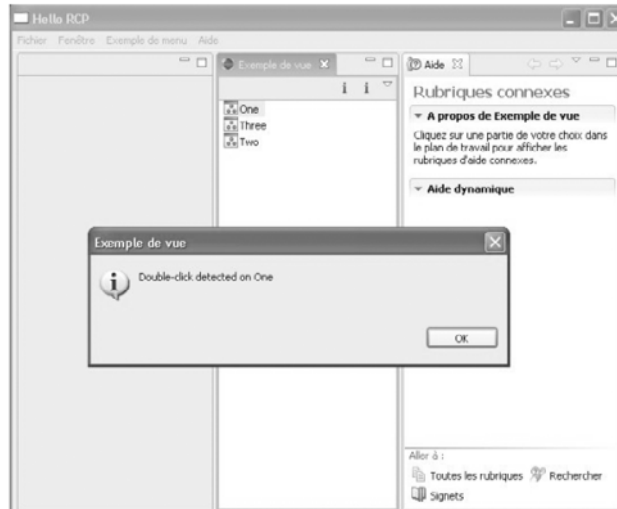 Hello RCP
Fichier Fenêtre Exemple de menu Aide
Exemple de vue
One
Three
Two
Aide
Rubriques connexes
A propos de Exemple de vue
Cliquez sur une partie de votre choix dans
le plan de travail pour afficher les
rubriques d'aide connexes.
Aide dynamique
Exemple de vue
Double-click detected on One
OK
Aller à :
Toutes les rubriques Rechercher
Signets